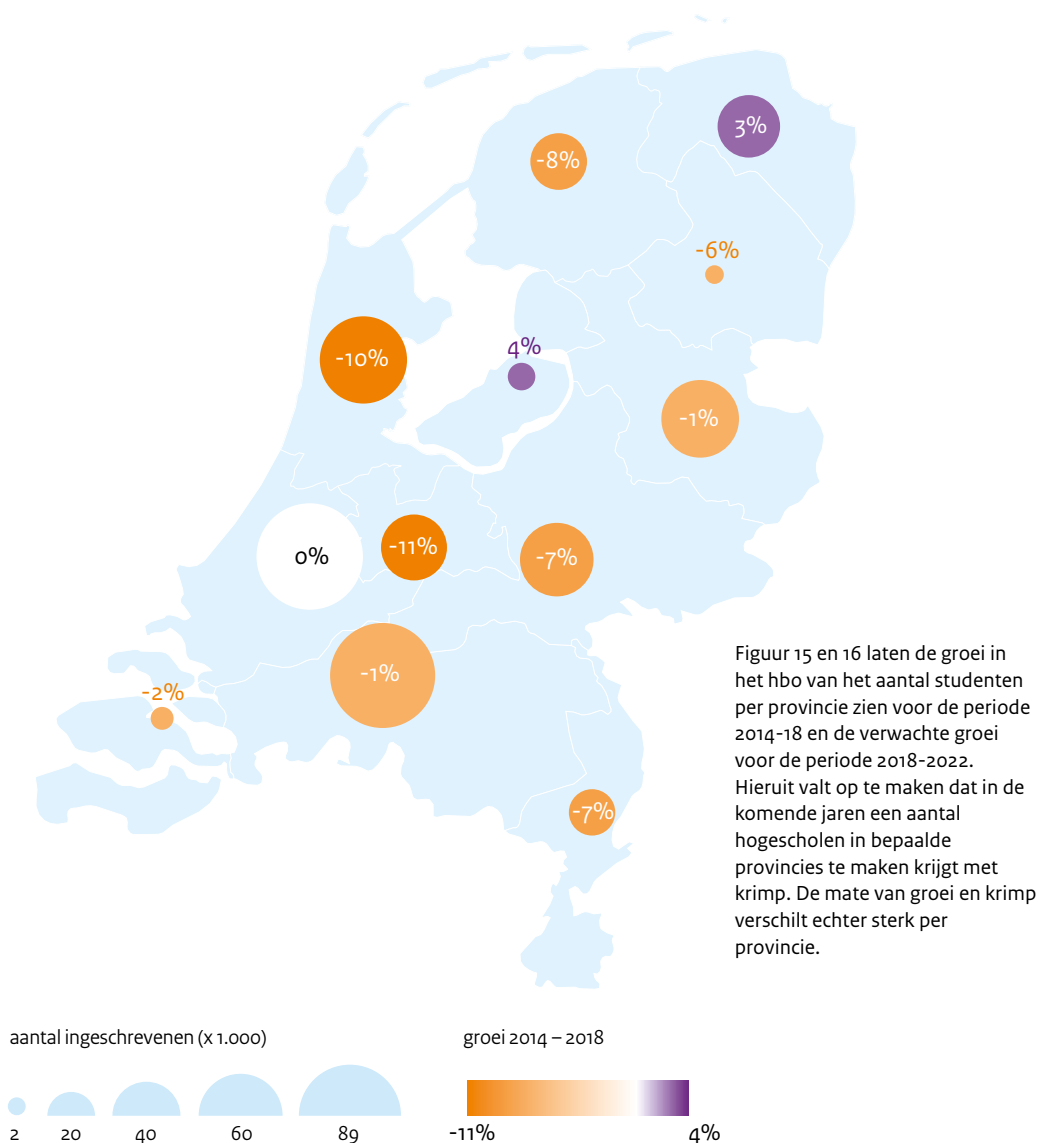 3%
-8%
-6%
4%
-10%
-1%
0%
-11%
-7%
-1%
-2%
-7%
Figuur 15 en 16 laten de groei in
het hbo van het aantal studenten
per provincie zien voor de periode
2014-18 en de verwachte groei
voor de periode 2018-2022.
Hieruit valt op te maken dat in de
komende jaren een aantal
hogescholen in bepaalde
provincies te maken krijgt met
krimp. De mate van groei en krimp
verschilt echter sterk per
provincie.
aantal ingeschrevenen (x 1.000)
2 20 40 60 89
groei 2014 – 2018
-11% 4%